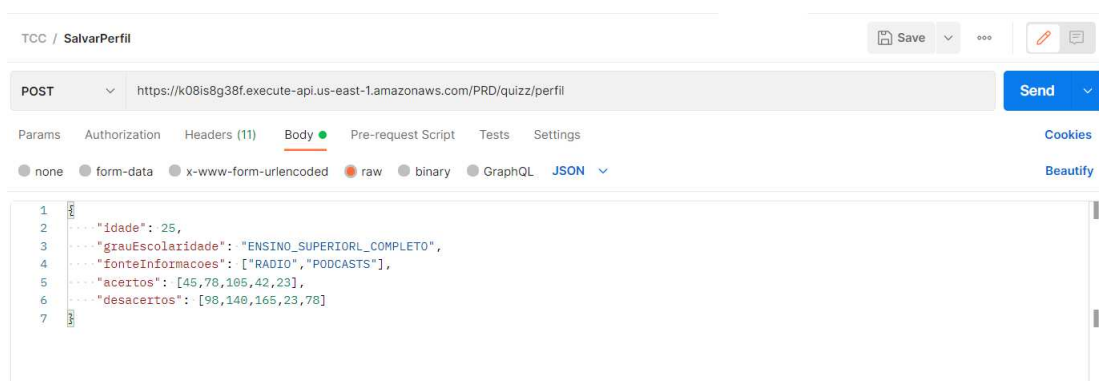 TCC / SalvarPerfil Save ooo
POST https://k08is8g38f.execute-api.us-east-1.amazonaws.com/PRD/quizz/perfil Send
Params Authorization Headers (11) Body Pre-request Script Tests Settings Cookies
none form-data x-www-form-urlencoded raw binary GraphQL JSON Beautify
1 {
2 "idade": 25,
3 "grauEscolaridade": "ENSINO_SUPERIORL_COMPLETO",
4 "fonteInformacoes": ["RADIO","PODCASTS"],
5 "acertos": [45,78,105,42,23],
6 "desacertos": [98,140,165,23,78]
7 }